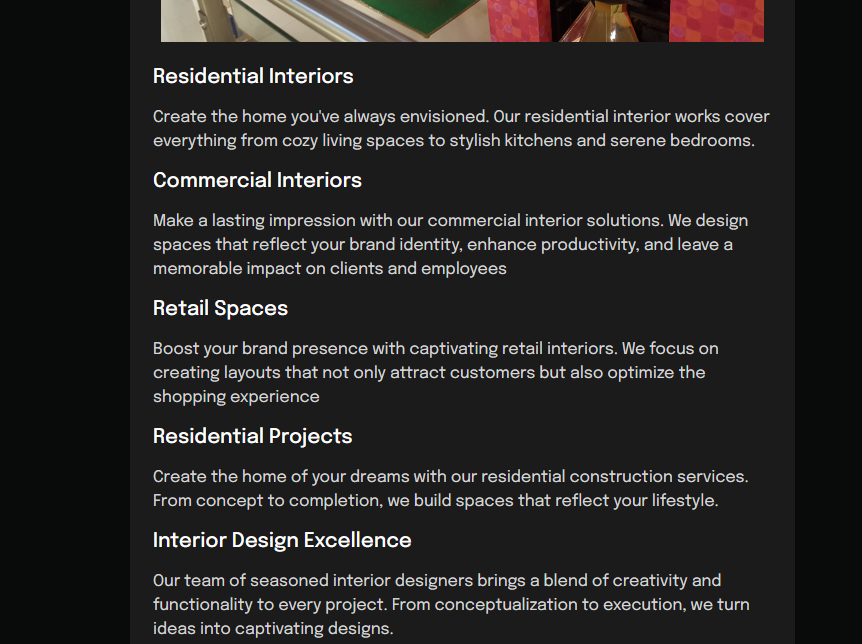 Residential Interiors
Create the home you've always envisioned. Our residential interior works cover
everything from cozy living spaces to stylish kitchens and serene bedrooms.
Commercial Interiors
Make a lasting impression with our commercial interior solutions. We design
spaces that reflect your brand identity, enhance productivity, and leave a
memorable impact on clients and employees
Retail Spaces
Boost your brand presence with captivating retail interiors. We focus on
creating layouts that not only attract customers but also optimize the
shopping experience
Residential Projects
Create the home of your dreams with our residential construction services.
From concept to completion, we build spaces that reflect your lifestyle.
Interior Design Excellence
Our team of seasoned interior designers brings a blend of creativity and
functionality to every project. From conceptualization to execution, we turn
ideas into captivating designs.